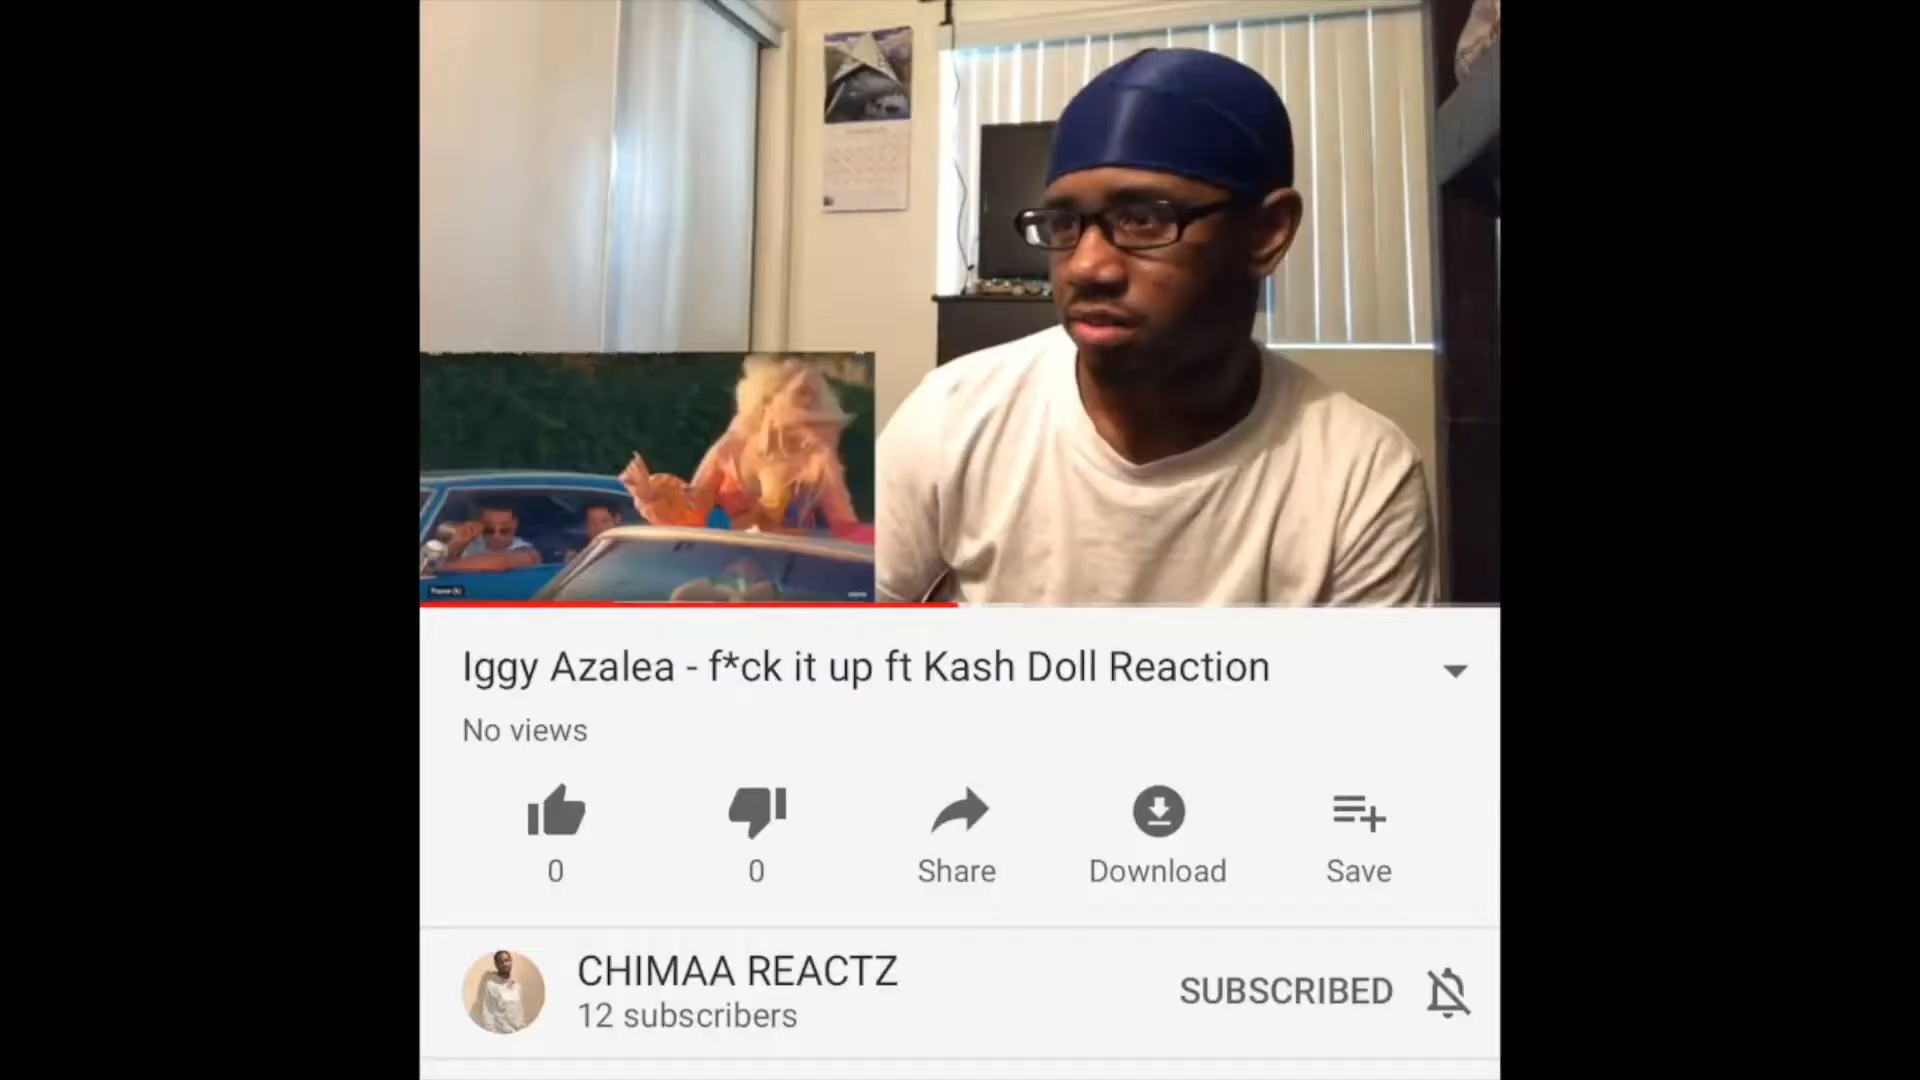 Iggy Azalea - f*ck it up ft Kash Doll Reaction
No views
0
0
Share
Download
Save
CHIMAA REACTZ
12 subscribers
SUBSCRIBED